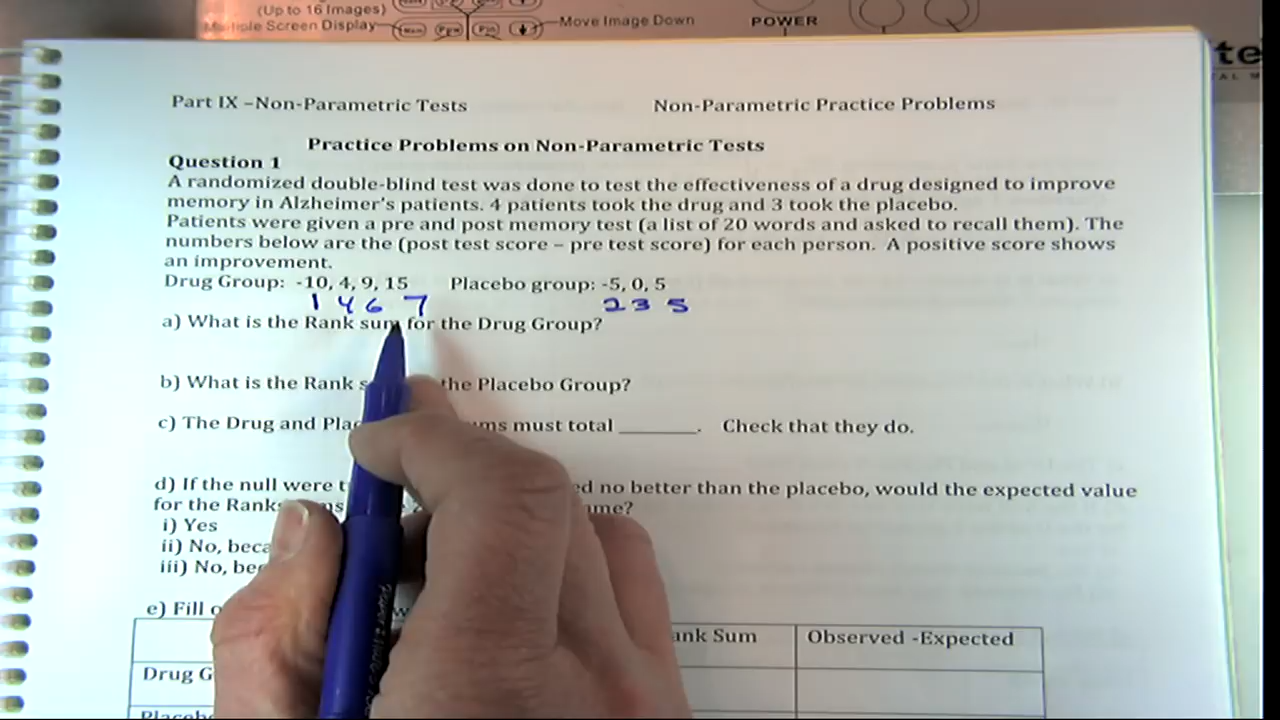 (Up to 16 Images)
Multiple Screen Display
Move Image Down
POWER
te
Part IX –Non-Parametric Tests Non-Parametric Practice Problems
Practice Problems on Non-Parametric Tests
Question 1
A randomized double-blind test was done to test the effectiveness of a drug designed to improve
memory in Alzheimer's patients. 4 patients took the drug and 3 took the placebo.
Patients were given a pre and post memory test (a list of 20 words and asked to recall them). The
numbers below are the (post test score – pre test score) for each person. A positive score shows
an improvement.
Drug Group: -10, 4, 9, 15 Placebo group: -5, 0, 5
1 4 6 7 2 3 5
a) What is the Rank sum for the Drug Group?
b) What is the Rank the Placebo Group?
c) The Drug and must total _______. Check that they do.
d) If the null were no better than the placebo, would the expected value
for the Rank
i) Yes
ii) No,
iii) No,
e) Fill
Sum Observed -Expected
Drug